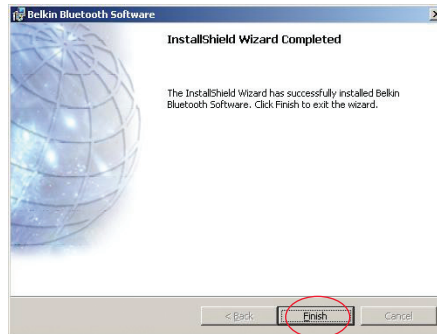 Belkin Bluetooth Software
InstallShield Wizard Completed
The InstallShield Wizard has successfully installed Belkin
Bluetooth Software. Click Finish to exit the wizard.
< Back
Finish
Cancel